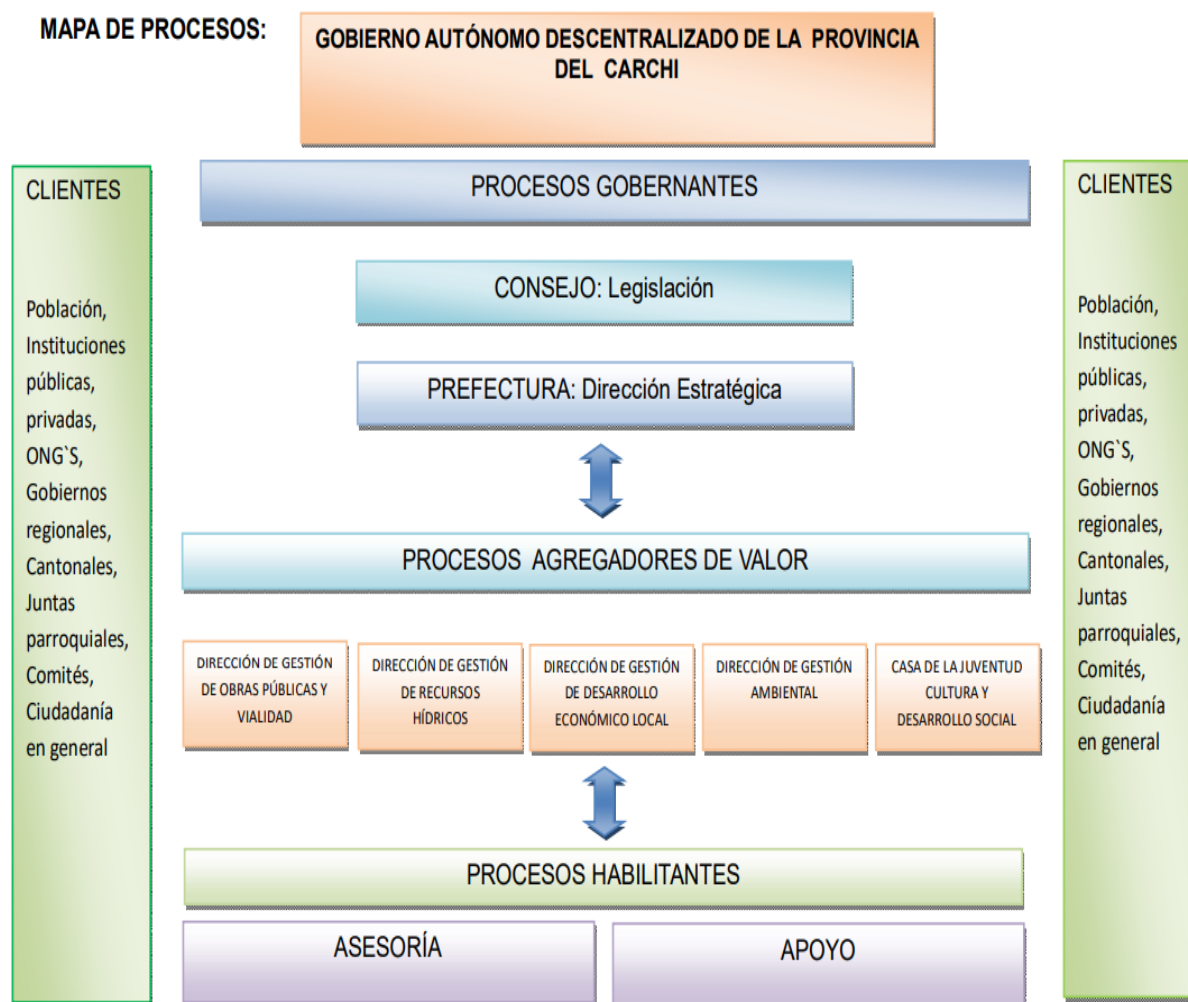 MAPA DE PROCESOS:
GOBIERNO AUTÓNOMO DESCENTRALIZADO DE LA PROVINCIA
DEL CARCHI
CLIENTES
Población,
Instituciones
públicas,
privadas,
ONG`S,
Gobiernos
regionales,
Cantonales,
Juntas
parroquiales,
Comités,
Ciudadanía
en general
PROCESOS GOBERNANTES
CONSEJO: Legislación
PREFECTURA: Dirección Estratégica
PROCESOS AGREGADORES DE VALOR
DIRECCIÓN DE GESTIÓN
DE OBRAS PÚBLICAS Y
VIALIDAD
DIRECCIÓN DE GESTIÓN
DE RECURSOS
HÍDRICOS
DIRECCIÓN DE GESTIÓN
DE DESARROLLO
ECONÓMICO LOCAL
DIRECCIÓN DE GESTIÓN
AMBIENTAL
CASA DE LA JUVENTUD
CULTURA Y
DESARROLLO SOCIAL
PROCESOS HABILITANTES
ASESORÍA
APOYO
CLIENTES
Población,
Instituciones
públicas,
privadas,
ONG`S,
Gobiernos
regionales,
Cantonales,
Juntas
parroquiales,
Comités,
Ciudadanía
en general